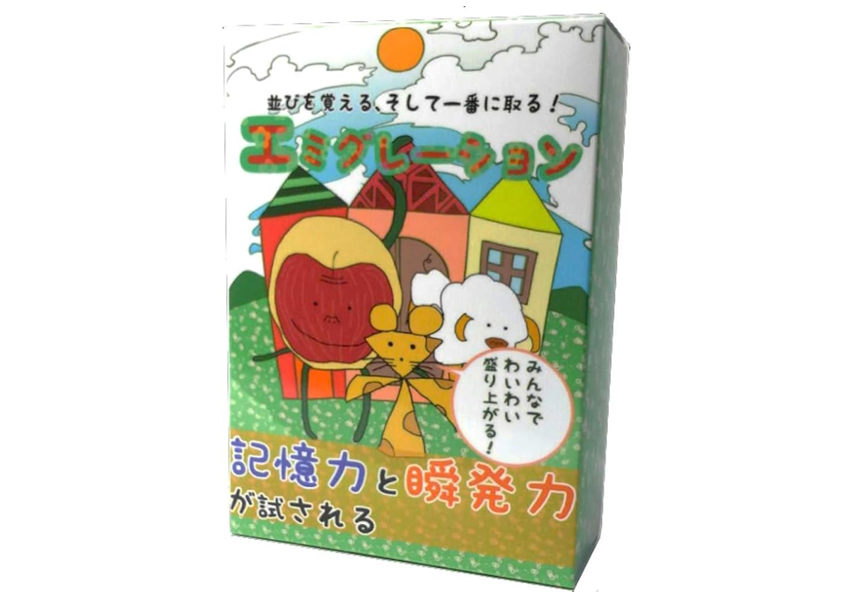 並びを覚える、そして一番に取る！
エミグレーション
みんなで
わいわい
盛り上がる！
記憶力と瞬発力
が試される